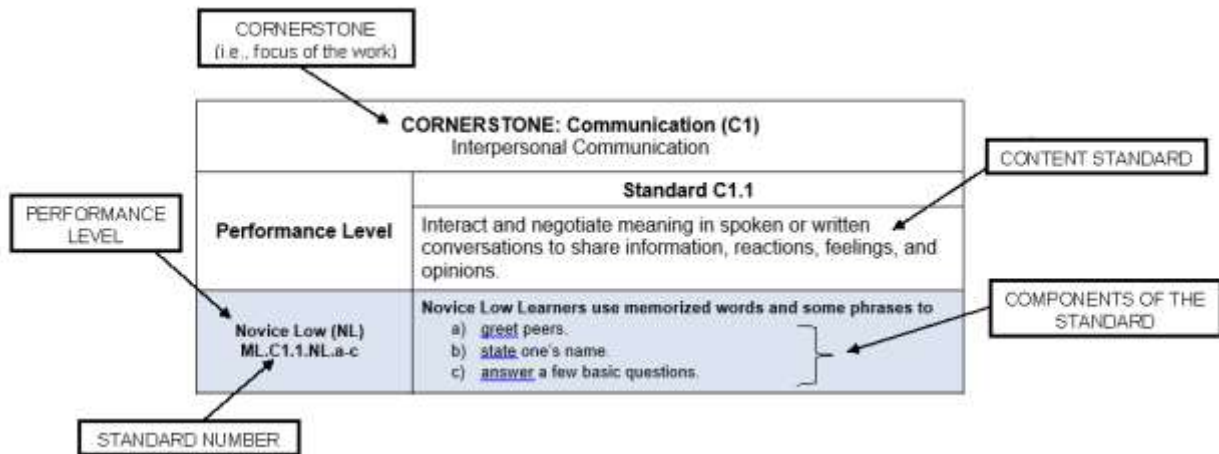 CORNERSTONE
(i.e., focus of the work)
CORNERSTONE: Communication (C1)
Interpersonal Communication
CONTENT STANDARD
PERFORMANCE
LEVEL
Performance Level
Standard C1.1
Interact and negotiate meaning in spoken or written
conversations to share information, reactions, feelings, and
opinions.
COMPONENTS OF THE
STANDARD
Novice Low (NL)
ML.C1.1.NL.a-c
Novice Low Learners use memorized words and some phrases to
a) greet peers.
b) state one's name.
c) answer a few basic questions.
STANDARD NUMBER